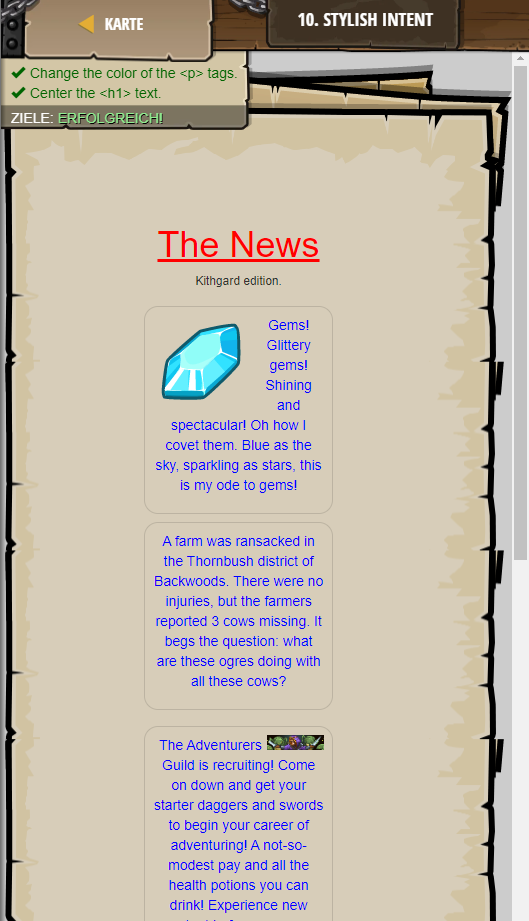 KARTE
10. STYLISH INTENT
Change the color of the <p> tags.
Center the <h1> text.
ZIELE: ERFOLGREICH!
The News
Kithgard edition.
Gems!
Glittery
gems!
Shining
and
spectacular! Oh how I
covet them. Blue as the
sky, sparkling as stars, this
is my ode to gems!
A farm was ransacked in
the Thornbush district of
Backwoods. There were no
injuries, but the farmers
reported 3 cows missing. It
begs the question: what
are these ogres doing with
all these cows?
The Adventurers
Guild is recruiting! Come
on down and get your
starter daggers and swords
to begin your career of
adventuring! A not-so-
modest pay and all the
health potions you can
drink! Experience new